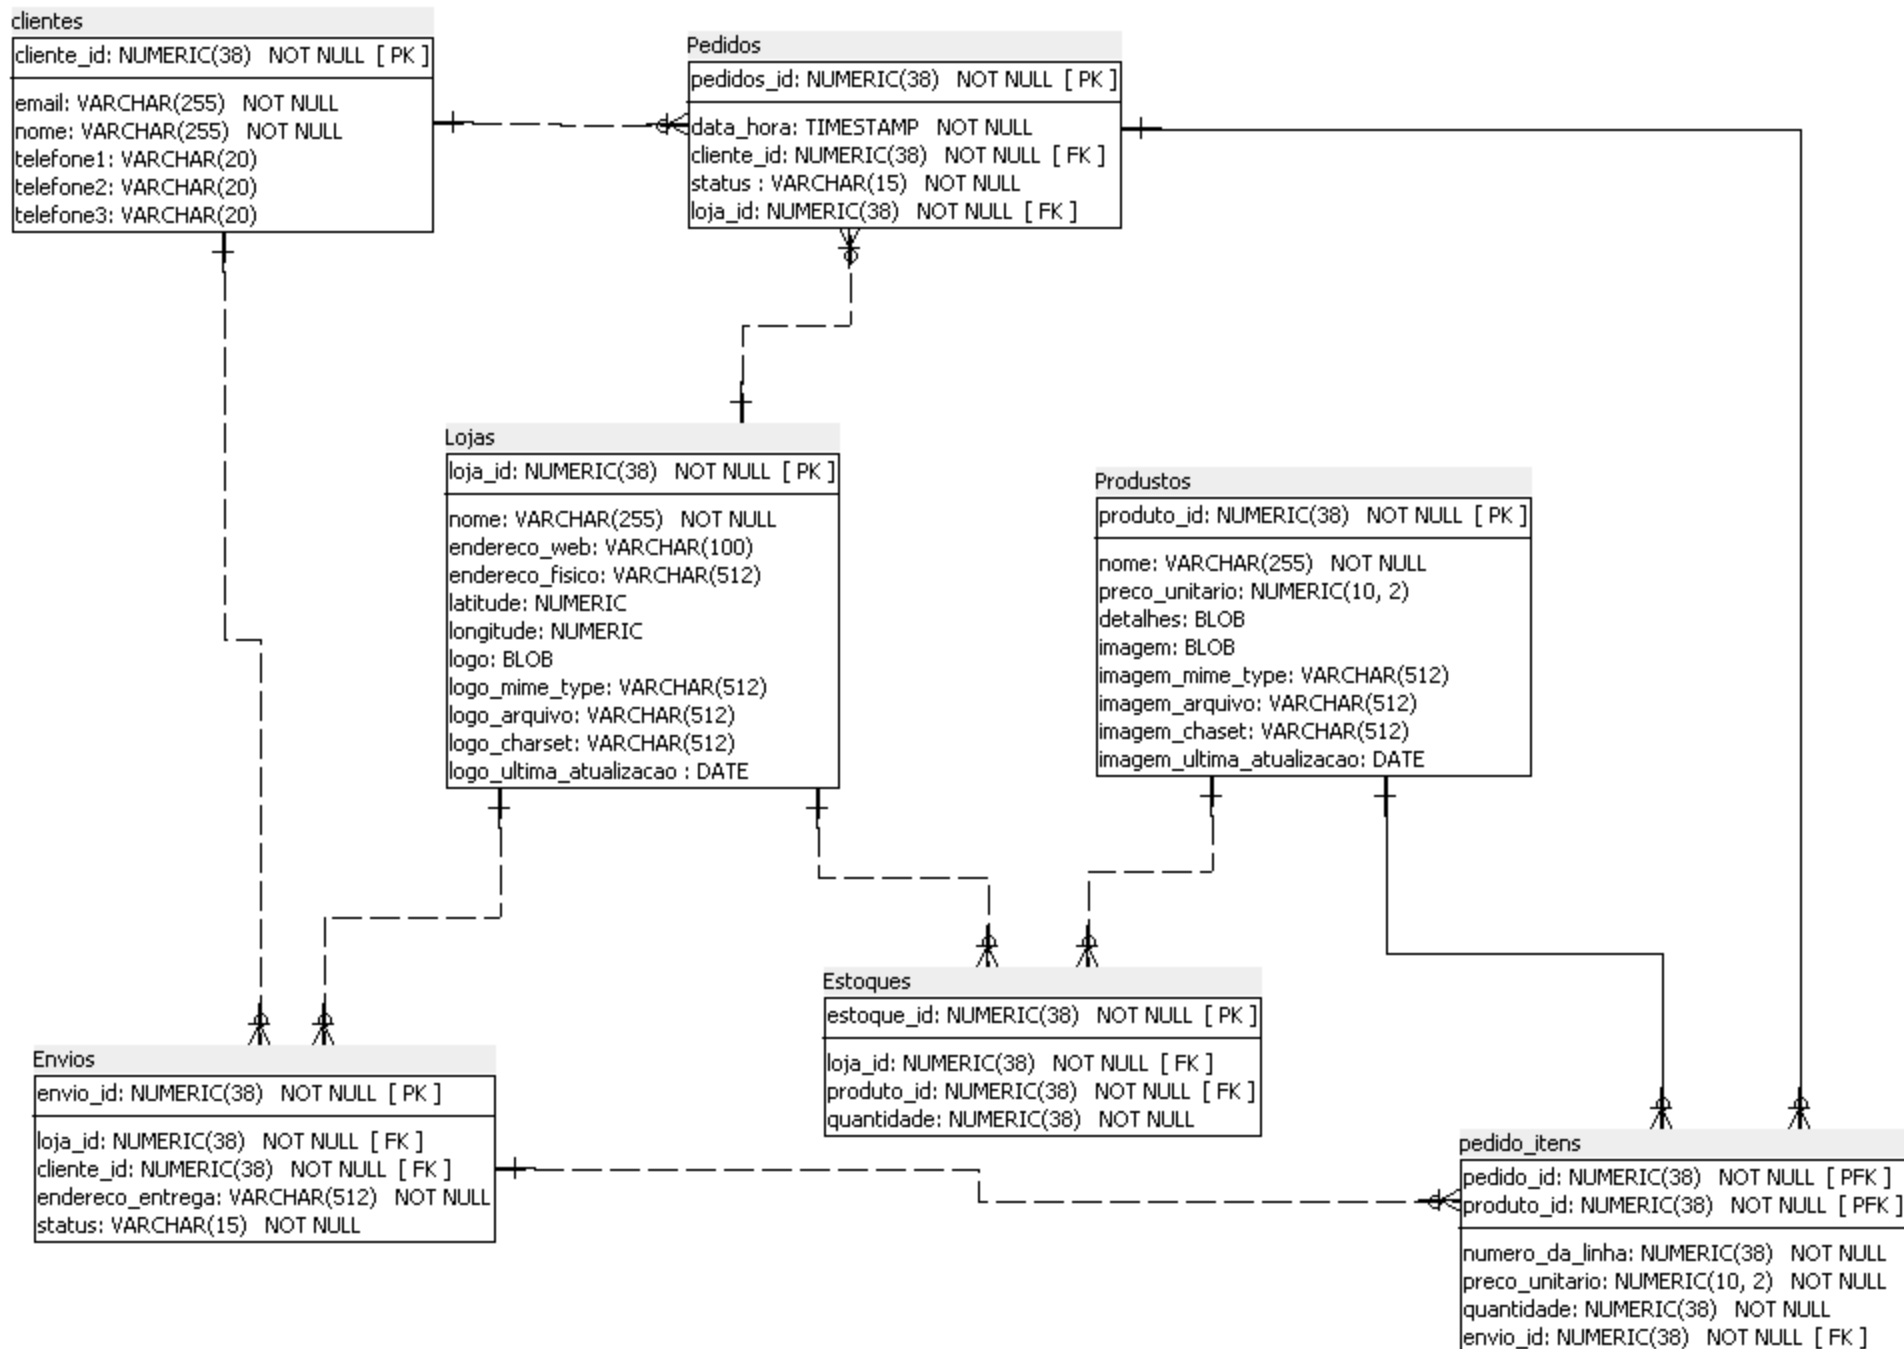 clientes
cliente_id: NUMERIC(38) NOT NULL [ PK ]
email: VARCHAR(255) NOT NULL
nome: VARCHAR(255) NOT NULL
telefone1: VARCHAR(20)
telefone2: VARCHAR(20)
telefone3: VARCHAR(20)
Pedidos
pedidos_id: NUMERIC(38) NOT NULL [ PK ]
data_hora: TIMESTAMP NOT NULL
cliente_id: NUMERIC(38) NOT NULL [ FK ]
status : VARCHAR(15) NOT NULL
loja_id: NUMERIC(38) NOT NULL [ FK ]
Lojas
loja_id: NUMERIC(38) NOT NULL [ PK ]
nome: VARCHAR(255) NOT NULL
endereco_web: VARCHAR(100)
endereco_fisico: VARCHAR(512)
latitude: NUMERIC
longitude: NUMERIC
logo: BLOB
logo_mime_type: VARCHAR(512)
logo_arquivo: VARCHAR(512)
logo_charset: VARCHAR(512)
logo_ultima_atualizacao : DATE
Produstos
produto_id: NUMERIC(38) NOT NULL [ PK ]
nome: VARCHAR(255) NOT NULL
preco_unitario: NUMERIC(10, 2)
detalhes: BLOB
imagem: BLOB
imagem_mime_type: VARCHAR(512)
imagem_arquivo: VARCHAR(512)
imagem_chaset: VARCHAR(512)
imagem_ultima_atualizacao: DATE
Estoques
estoque_id: NUMERIC(38) NOT NULL [ PK ]
loja_id: NUMERIC(38) NOT NULL [ FK ]
produto_id: NUMERIC(38) NOT NULL [ FK ]
quantidade: NUMERIC(38) NOT NULL
Envios
envio_id: NUMERIC(38) NOT NULL [ PK ]
loja_id: NUMERIC(38) NOT NULL [ FK ]
cliente_id: NUMERIC(38) NOT NULL [ FK ]
endereco_entrega: VARCHAR(512) NOT NULL
status: VARCHAR(15) NOT NULL
pedido_itens
pedido_id: NUMERIC(38) NOT NULL [ PFK ]
produto_id: NUMERIC(38) NOT NULL [ PFK ]
numero_da_linha: NUMERIC(38) NOT NULL
preco_unitario: NUMERIC(10, 2) NOT NULL
quantidade: NUMERIC(38) NOT NULL
envio_id: NUMERIC(38) NOT NULL [ FK ]